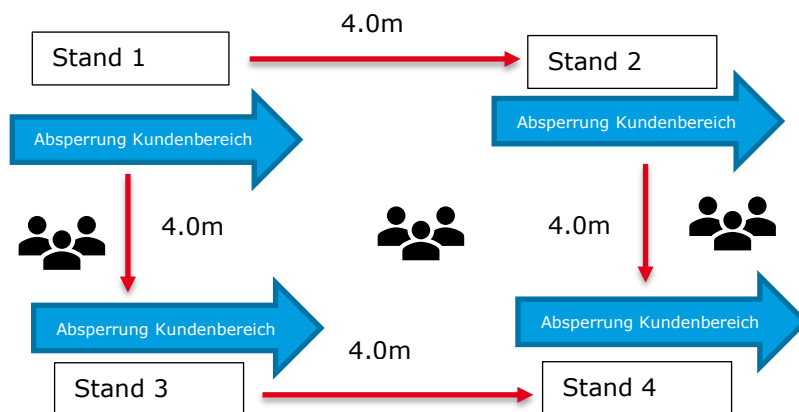 4.0m
Stand 1
Stand 2
Absperrung Kundenbereich
Absperrung Kundenbereich
4.0m
4.0m
Absperrung Kundenbereich
Absperrung Kundenbereich
4.0m
Stand 3
Stand 4